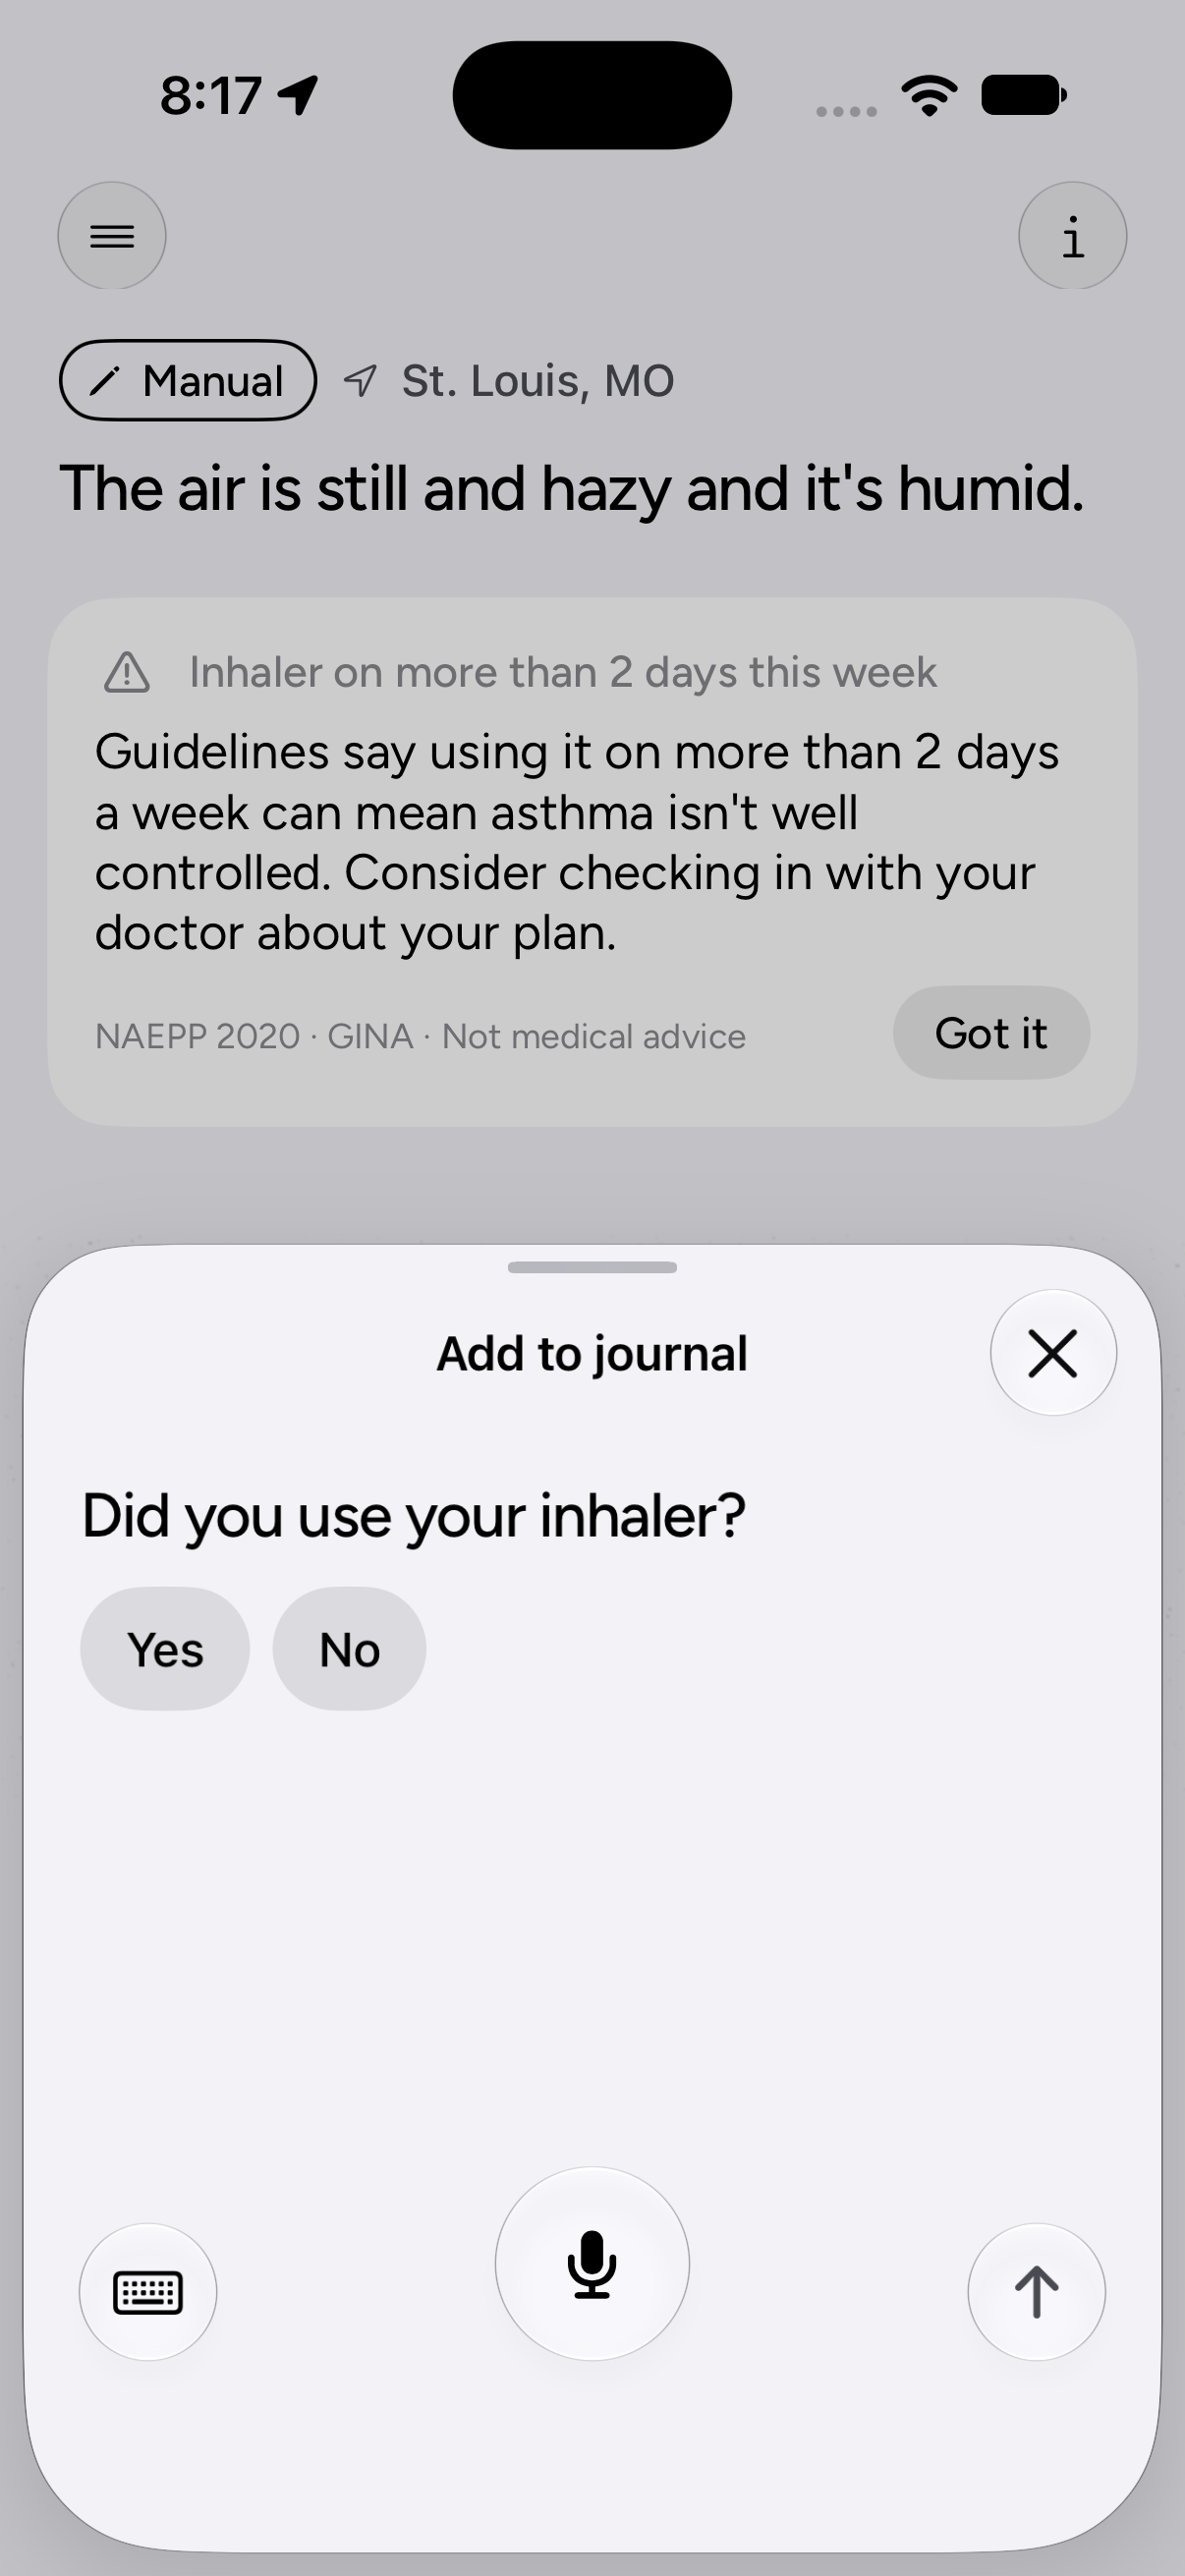 8:17
i
Manual
St. Louis, MO
The air is still and hazy and it's humid.
Inhaler on more than 2 days this week
Guidelines say using it on more than 2 days
a week can mean asthma isn't well
controlled. Consider checking in with your
doctor about your plan.
NAEPP 2020 · GINA · Not medical advice
Got it
Add to journal
Did you use your inhaler?
Yes
No